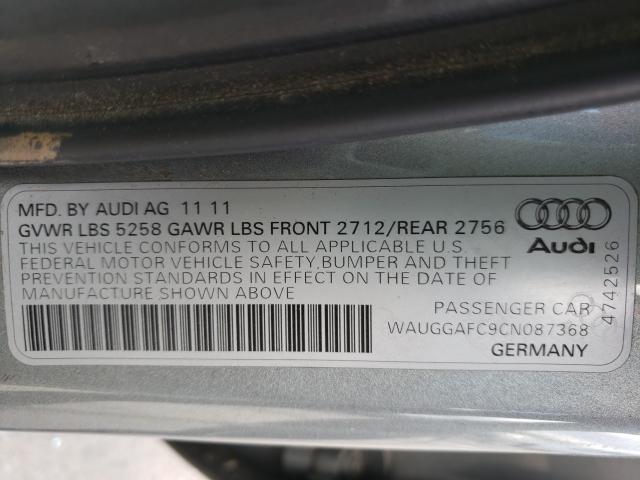 MFD. BY AUDI AG 11 11
GVWR LBS 5258 GAWR LBS FRONT 2712/REAR 2756
THIS VEHICLE CONFORMS TO ALL APPLICABLE U.S.
FEDERAL MOTOR VEHICLE SAFETY, BUMPER AND THEFT
PREVENTION STANDARDS IN EFFECT ON THE DATE OF
MANUFACTURE SHOWN ABOVE
Audi
4742526
PASSENGER CAR
WAUGGAFC9CN087368
GERMANY